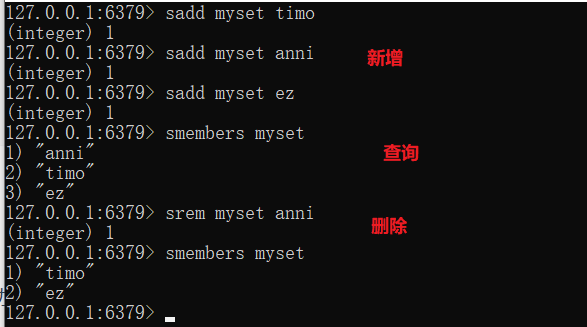 127.0.0.1:6379> sadd myset timo
(integer) 1
127.0.0.1:6379> sadd myset anni
新增
(integer) 1
127.0.0.1:6379> sadd myset ez
(integer) 1
127.0.0.1:6379> smembers myset
1) "anni"
查询
2) "timo"
3) "ez"
127.0.0.1:6379> srem myset anni
删除
(integer) 1
127.0.0.1:6379> smembers myset
1) "timo"
2) "ez"
127.0.0.1:6379>